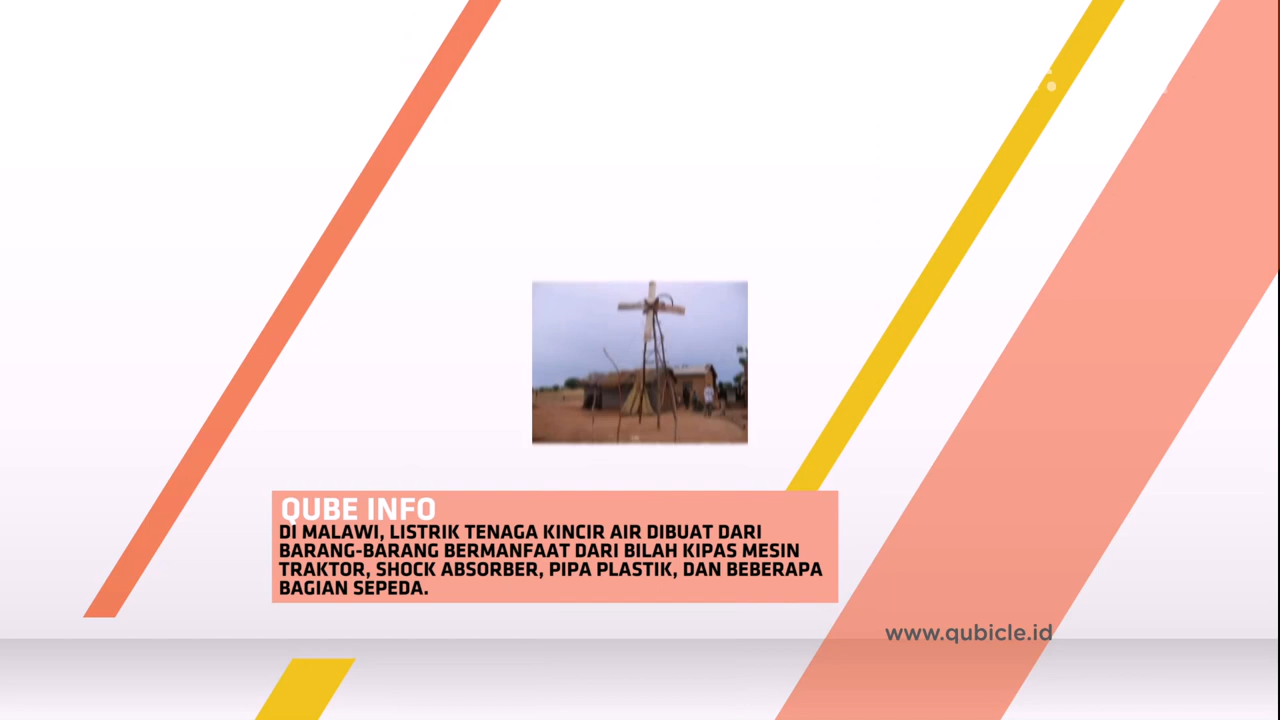 QUBE INFO
DI MALAWI, LISTRIK TENAGA KINCIR AIR DIBUAT DARI
BARANG-BARANG BERMANFAAT DARI BILAH KIPAS MESIN
TRAKTOR, SHOCK ABSORBER, PIPA PLASTIK, DAN BEBERAPA
BAGIAN SEPEDA.
www.qubicle.id